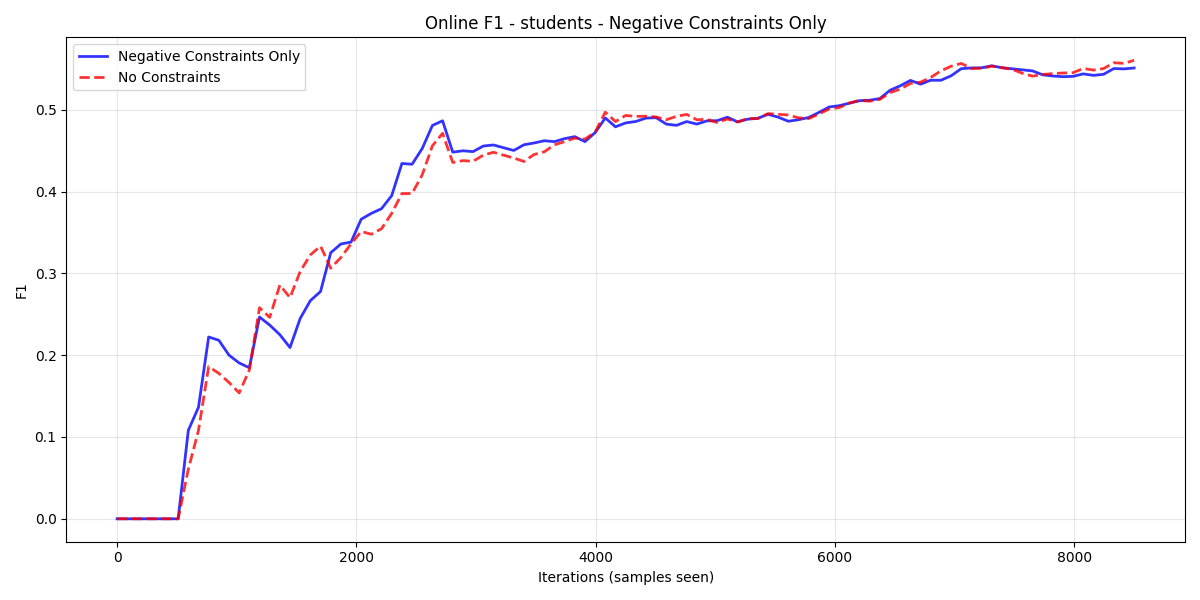 Online F1 - students - Negative Constraints Only
Negative Constraints Only
No Constraints
F1
0.5
0.4
0.3
0.2
0.1
0.0
0 2000 4000 6000 8000
Iterations (samples seen)